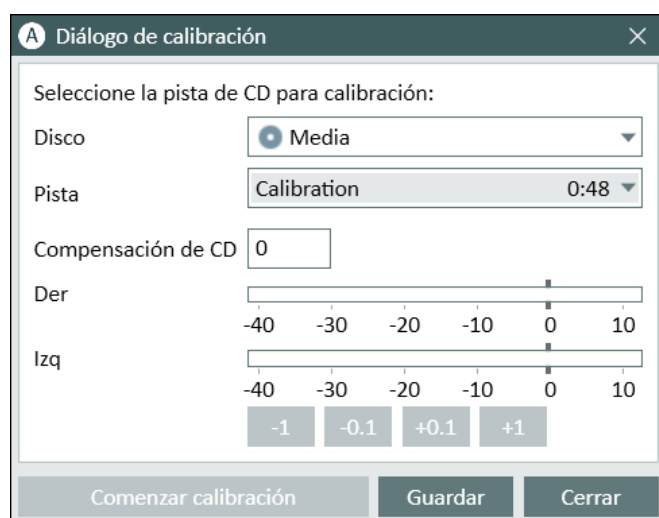 A Diálogo de calibración
Seleccione la pista de CD para calibración:
Disco Media
Pista Calibration 0:48
Compensación de CD 0
Der
-40 -30 -20 -10 0 10
Izq
-40 -30 -20 -10 0 10
-1 -0.1 +0.1 +1
Comenzar calibración Guardar Cerrar